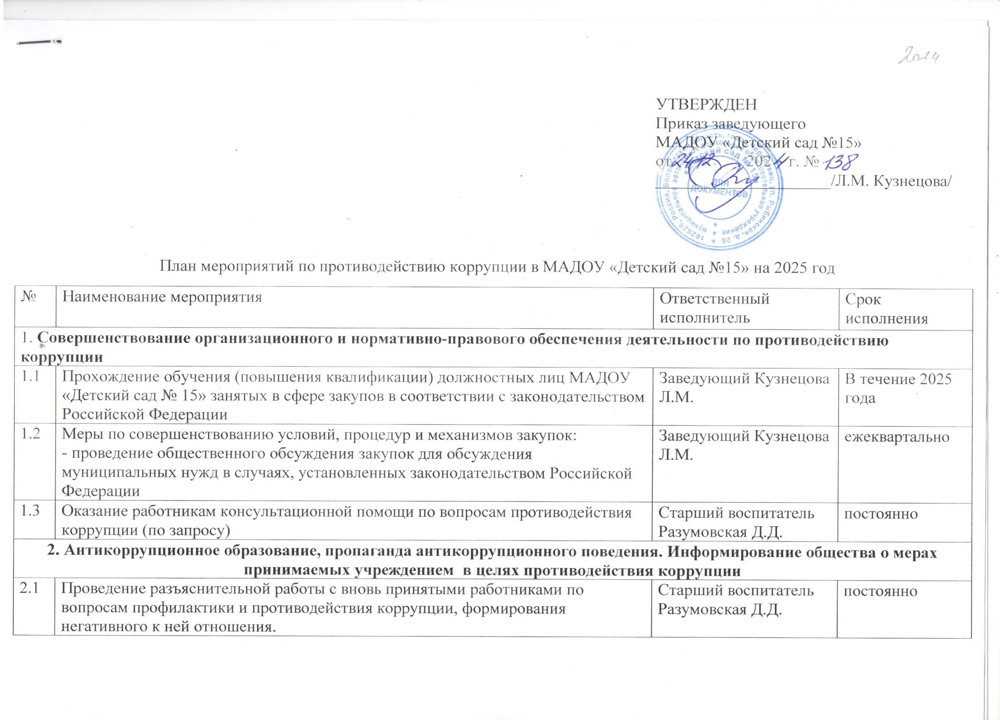 2024
УТВЕРЖДЕН
Приказ заведующего
МАДОУ «Детский сад №15»
от 24.12 2024 г. № 138
/Л.М. Кузнецова/
162626, Россия, Вологодская область, город Череповец, ул. Рыбинская, д. 26 *
муниципальное автономное дошкольное образовательное учреждение *
«Детский сад № 15» *
ДЛЯ
ДОКУМЕНТОВ
План мероприятий по противодействию коррупции в МАДОУ «Детский сад №15» на 2025 год
№ Наименование мероприятия Ответственный Срок
исполнитель исполнения
1. Совершенствование организационного и нормативно-правового обеспечения деятельности по противодействию
коррупции
1.1 Прохождение обучения (повышения квалификации) должностных лиц МАДОУ Заведующий Кузнецова В течение 2025
«Детский сад № 15» занятых в сфере закупов в соответствии с законодательством Л.М. года
Российской Федерации
1.2 Меры по совершенствованию условий, процедур и механизмов закупок: Заведующий Кузнецова ежеквартально
- проведение общественного обсуждения закупок для обсуждения Л.М.
муниципальных нужд в случаях, установленных законодательством Российской
Федерации
1.3 Оказание работникам консультационной помощи по вопросам противодействия Старший воспитатель постоянно
коррупции (по запросу) Разумовская Д.Д.
2. Антикоррупционное образование, пропаганда антикоррупционного поведения. Информирование общества о мерах
принимаемых учреждением в целях противодействия коррупции
2.1 Проведение разъяснительной работы с вновь принятыми работниками по Старший воспитатель постоянно
вопросам профилактики и противодействия коррупции, формирования Разумовская Д.Д.
негативного к ней отношения.